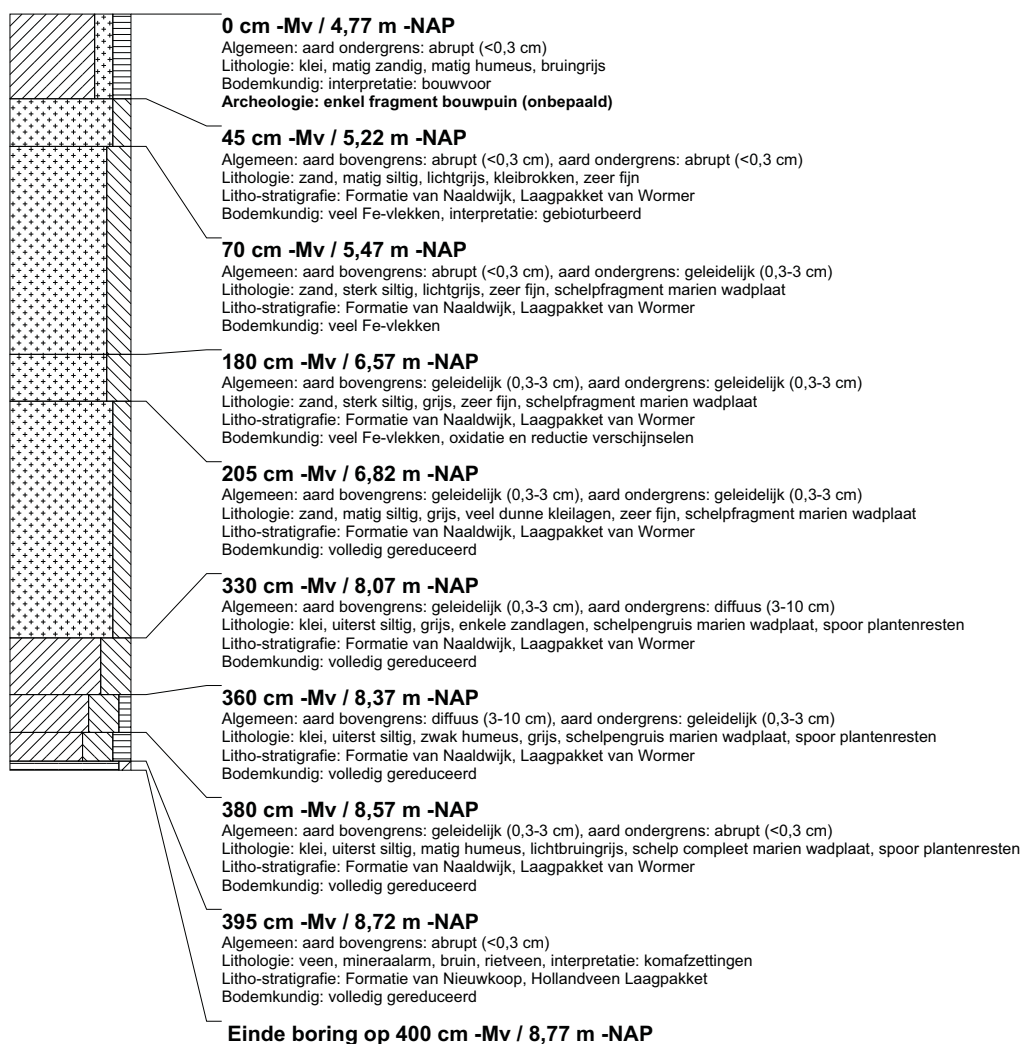 0 cm -Mv / 4,77 m -NAP
Algemeen: aard ondergrens: abrupt (<0,3 cm)
Lithologie: klei, matig zandig, matig humeus, bruingrijs
Bodemkundig: interpretatie: bouwvoor
Archeologie: enkel fragment bouwpuin (onbepaald)
45 cm -Mv / 5,22 m -NAP
Algemeen: aard bovengrens: abrupt (<0,3 cm), aard ondergrens: abrupt (<0,3 cm)
Lithologie: zand, matig siltig, lichtgrijs, kleibrokken, zeer fijn
Litho-stratigrafie: Formatie van Naaldwijk, Laagpakket van Wormer
Bodemkundig: veel Fe-vlekken, interpretatie: gebioturbeerd
70 cm -Mv / 5,47 m -NAP
Algemeen: aard bovengrens: abrupt (<0,3 cm), aard ondergrens: geleidelijk (0,3-3 cm)
Lithologie: zand, sterk siltig, lichtgrijs, zeer fijn, schelpfragment marien wadplaat
Litho-stratigrafie: Formatie van Naaldwijk, Laagpakket van Wormer
Bodemkundig: veel Fe-vlekken
180 cm -Mv / 6,57 m -NAP
Algemeen: aard bovengrens: geleidelijk (0,3-3 cm), aard ondergrens: geleidelijk (0,3-3 cm)
Lithologie: zand, sterk siltig, grijs, zeer fijn, schelpfragment marien wadplaat
Litho-stratigrafie: Formatie van Naaldwijk, Laagpakket van Wormer
Bodemkundig: veel Fe-vlekken, oxidatie en reductie verschijnselen
205 cm -Mv / 6,82 m -NAP
Algemeen: aard bovengrens: geleidelijk (0,3-3 cm), aard ondergrens: geleidelijk (0,3-3 cm)
Lithologie: zand, matig siltig, grijs, veel dunne kleilagen, zeer fijn, schelpfragment marien wadplaat
Litho-stratigrafie: Formatie van Naaldwijk, Laagpakket van Wormer
Bodemkundig: volledig gereduceerd
330 cm -Mv / 8,07 m -NAP
Algemeen: aard bovengrens: geleidelijk (0,3-3 cm), aard ondergrens: diffuus (3-10 cm)
Lithologie: klei, uiterst siltig, grijs, enkele zandlagen, schelpengruis marien wadplaat, spoor plantenresten
Litho-stratigrafie: Formatie van Naaldwijk, Laagpakket van Wormer
Bodemkundig: volledig gereduceerd
360 cm -Mv / 8,37 m -NAP
Algemeen: aard bovengrens: diffuus (3-10 cm), aard ondergrens: geleidelijk (0,3-3 cm)
Lithologie: klei, uiterst siltig, zwak humeus, grijs, schelpengruis marien wadplaat, spoor plantenresten
Litho-stratigrafie: Formatie van Naaldwijk, Laagpakket van Wormer
Bodemkundig: volledig gereduceerd
380 cm -Mv / 8,57 m -NAP
Algemeen: aard bovengrens: geleidelijk (0,3-3 cm), aard ondergrens: abrupt (<0,3 cm)
Lithologie: klei, uiterst siltig, matig humeus, lichtbruingrijs, schelp compleet marien wadplaat, spoor plantenresten
Litho-stratigrafie: Formatie van Naaldwijk, Laagpakket van Wormer
Bodemkundig: volledig gereduceerd
395 cm -Mv / 8,72 m -NAP
Algemeen: aard bovengrens: abrupt (<0,3 cm)
Lithologie: veen, mineraalarm, bruin, rietveen, interpretatie: komafzettingen
Litho-stratigrafie: Formatie van Nieuwkoop, Hollandveen Laagpakket
Bodemkundig: volledig gereduceerd
Einde boring op 400 cm -Mv / 8,77 m -NAP